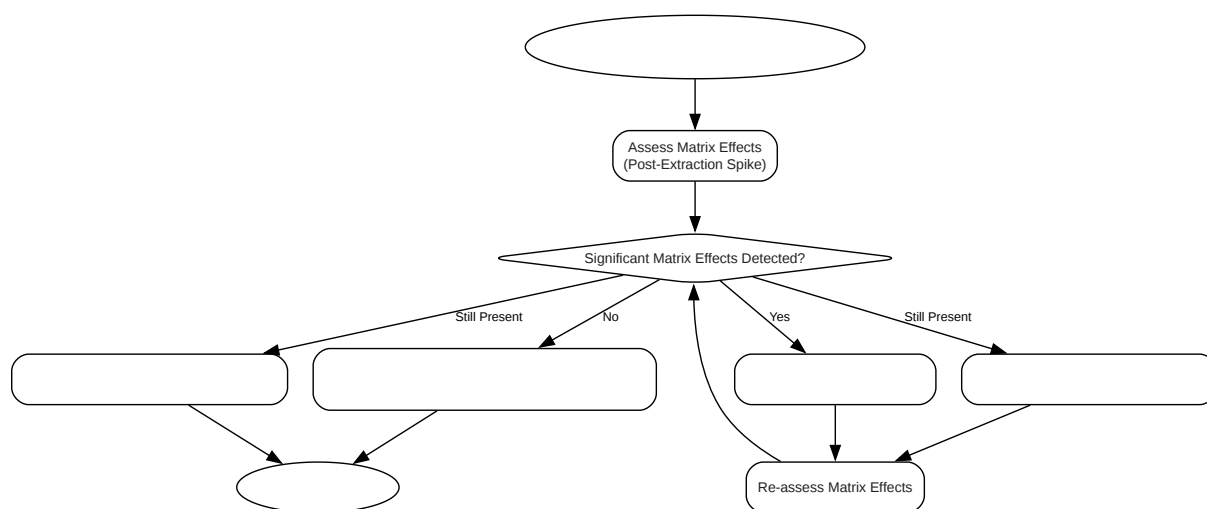 Assess Matrix Effects
(Post-Extraction Spike)
Significant Matrix Effects Detected?
Still Present
No
Yes
Still Present
Re-assess Matrix Effects